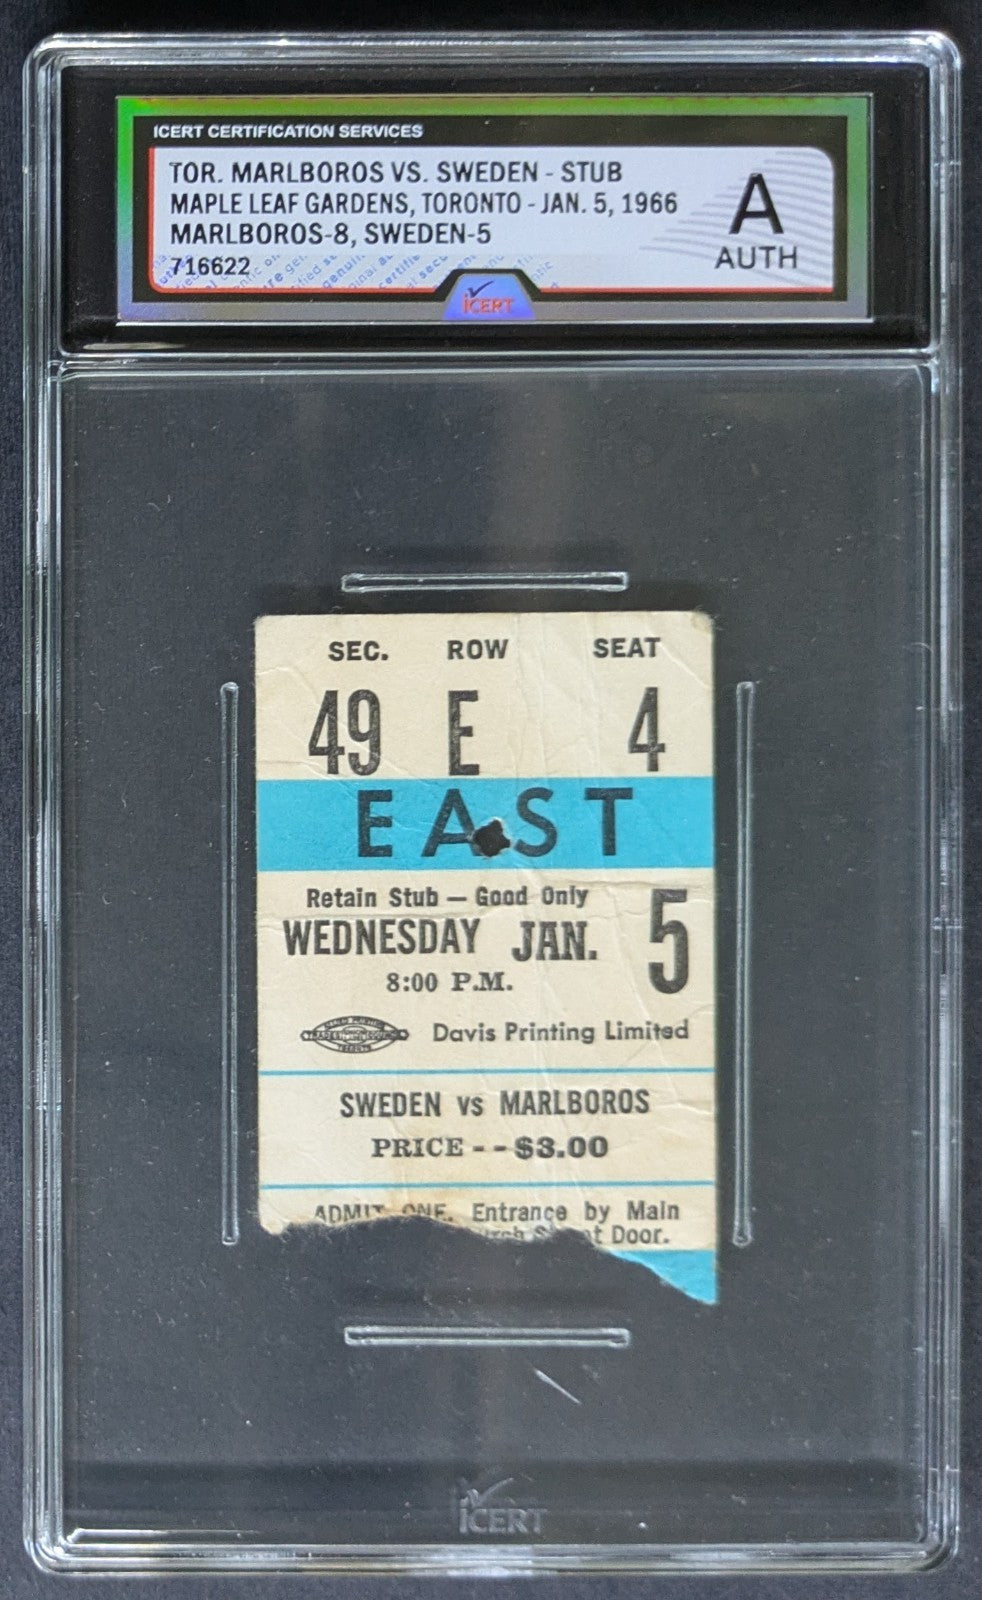 ICERT CERTIFICATION SERVICES
TOR. MARLBOROS VS. SWEDEN - STUB
MAPLE LEAF GARDENS, TORONTO - JAN. 5, 1966
MARLBOROS-8, SWEDEN-5
716622
A
AUTH
iCERT
SEC. ROW SEAT
49 E 4
EAST
Retain Stub — Good Only
WEDNESDAY JAN. 5
8:00 P.M.
Davis Printing Limited
SWEDEN vs MARLBOROS
PRICE - - $3.00
ADMIT ONE. Entrance by Main
Door.
iCERT